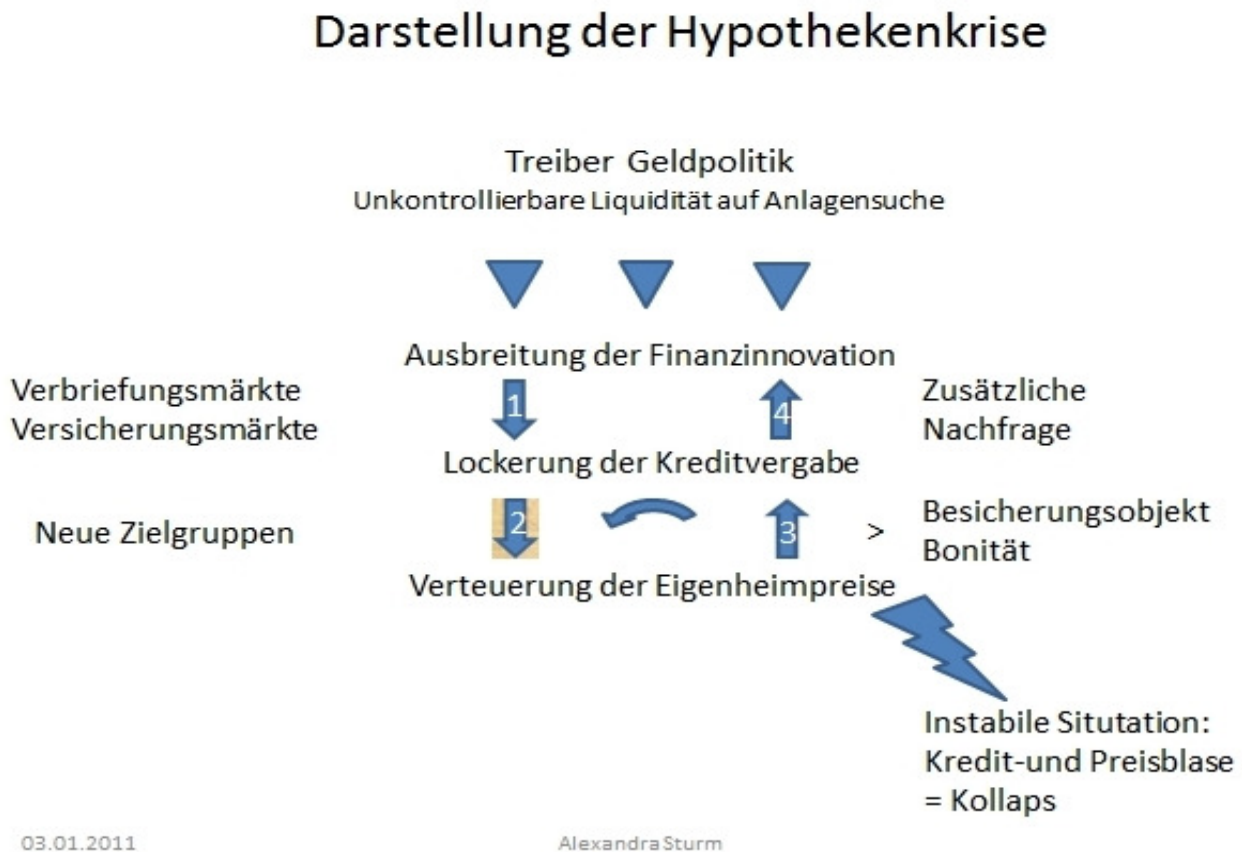 Darstellung der Hypothekenkrise
Treiber Geldpolitik
Unkontrollierbare Liquidität auf Anlagensuche
Ausbreitung der Finanzinnovation
Verbriefungsmärkte
Versicherungsmärkte
1
4
Zusätzliche
Nachfrage
Lockerung der Kreditvergabe
Neue Zielgruppen
2
3
>
Besicherungsobjekt
Bonität
Verteuerung der Eigenheimpreise
Instabile Situtation:
Kredit-und Preisblase
= Kollaps
03.01.2011
Alexandra Sturm